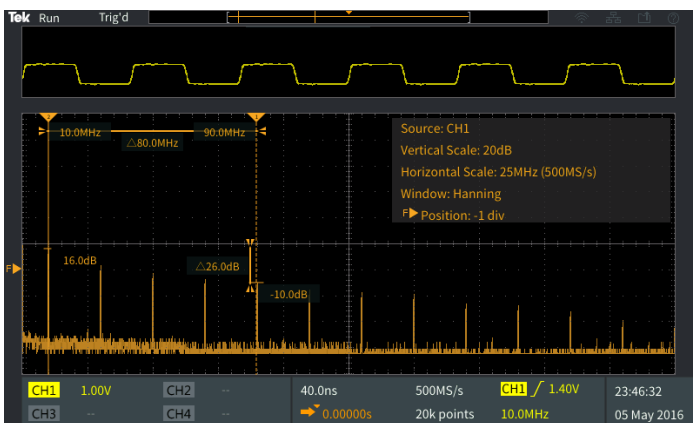 Tek Run Trig'd
1 1
10.0MHz 90.0MHz
△80.0MHz
Source: CH1
Vertical Scale: 20dB
Horizontal Scale: 25MHz (500MS/s)
Window: Hanning
F Position: -1 div
16.0dB
F
△26.0dB
-10.0dB
CH1 1.00V CH2 -- 40.0ns 500MS/s CH1 1.40V 23:46:32
CH3 -- CH4 -- 0.00000s 20k points 10.0MHz 05 May 2016